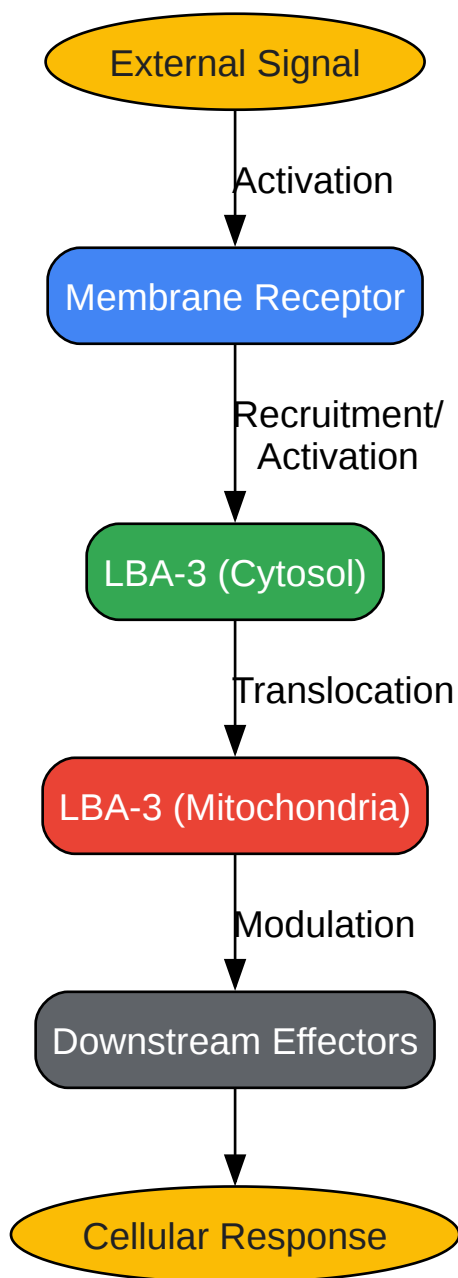 External Signal
Activation
Membrane Receptor
Recruitment/
Activation
LBA-3 (Cytosol)
Translocation
LBA-3 (Mitochondria)
Modulation
Downstream Effectors
Cellular Response